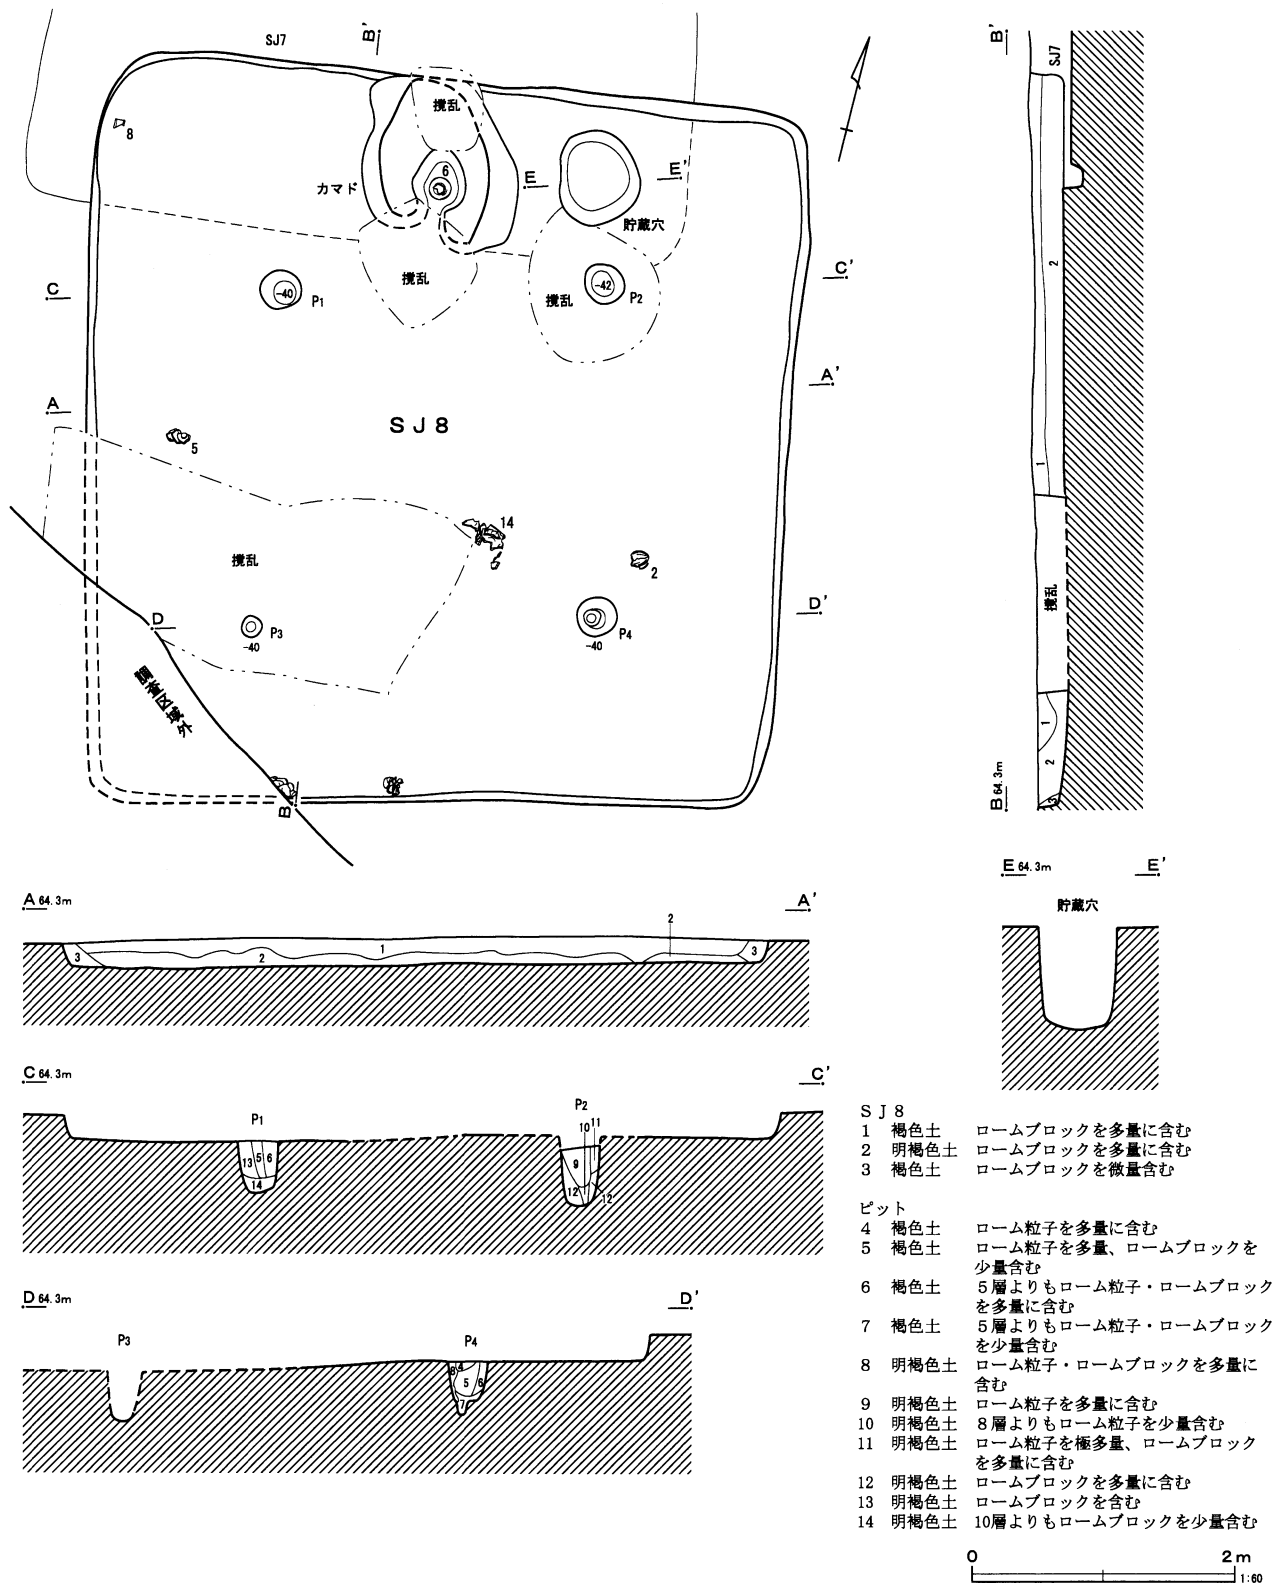 SJ7
B'
攪乱
8
6
カマド
E
E'
貯蔵穴
攪乱
攪乱
C
C'
-40
P1
-42
P2
A
A'
SJ8
5
14
攪乱
2
D
D'
P3
-40
P4
-40
調査区域外
B
B'
SJ7
2
1
攪乱
1
2
3
B 64.3m
E 64.3m
E'
貯蔵穴
A 64.3m
A'
3
2
1
2
3
C 64.3m
C'
P1
13 5 6
14
P2
10
11
9
12
12
D 64.3m
D'
P3
P4
8 4
5 6
7
SJ8
1 褐色土 ロームブロックを多量に含む
2 明褐色土 ロームブロックを多量に含む
3 褐色土 ロームブロックを微量含む
ピット
4 褐色土 ローム粒子を多量に含む
5 褐色土 ローム粒子を多量、ロームブロックを
少量含む
6 褐色土 5層よりもローム粒子・ロームブロック
を多量に含む
7 褐色土 5層よりもローム粒子・ロームブロック
を少量含む
8 明褐色土 ローム粒子・ロームブロックを多量に
含む
9 明褐色土 ローム粒子を多量に含む
10 明褐色土 8層よりもローム粒子を少量含む
11 明褐色土 ローム粒子を極多量、ロームブロック
を多量に含む
12 明褐色土 ロームブロックを多量に含む
13 明褐色土 ロームブロックを含む
14 明褐色土 10層よりもロームブロックを少量含む
0 2m
1:60